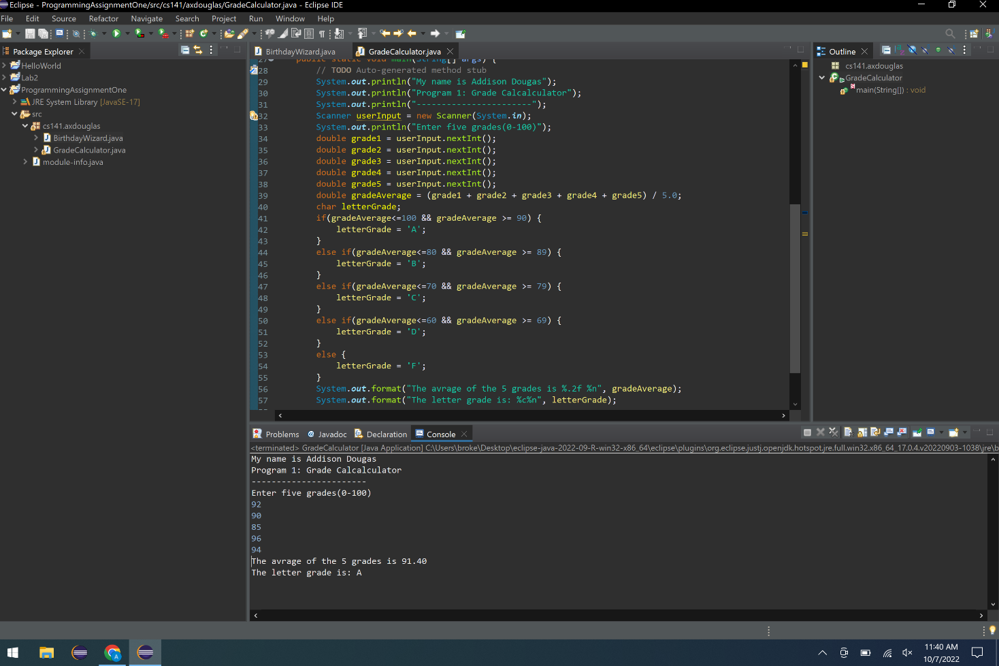 Eclipse - ProgrammingAssignmentOne/src/cs141/axdouglas/GradeCalculator.java - Eclipse IDE
File Edit Source Refactor Navigate Search Project Run Window Help
Package Explorer
HelloWorld
Lab2
ProgrammingAssignmentOne
JRE System Library [JavaSE-17]
src
cs141.axdouglas
BirthdayWizard.java
GradeCalculator.java
module-info.java
BirthdayWizard.java GradeCalculator.java
27 public static void main(String[] args) {
28 // TODO Auto-generated method stub
29 System.out.println("My name is Addison Dougas");
30 System.out.println("Program 1: Grade Calcalculator");
31 System.out.println("-----------------------");
32 Scanner userInput = new Scanner(System.in);
33 System.out.println("Enter five grades(0-100)");
34 double grade1 = userInput.nextInt();
35 double grade2 = userInput.nextInt();
36 double grade3 = userInput.nextInt();
37 double grade4 = userInput.nextInt();
38 double grade5 = userInput.nextInt();
39 double gradeAverage = (grade1 + grade2 + grade3 + grade4 + grade5) / 5.0;
40 char letterGrade;
41 if(gradeAverage<=100 && gradeAverage >= 90) {
42 letterGrade = 'A';
43 }
44 else if(gradeAverage<=80 && gradeAverage >= 89) {
45 letterGrade = 'B';
46 }
47 else if(gradeAverage<=70 && gradeAverage >= 79) {
48 letterGrade = 'C';
49 }
50 else if(gradeAverage<=60 && gradeAverage >= 69) {
51 letterGrade = 'D';
52 }
53 else {
54 letterGrade = 'F';
55 }
56 System.out.format("The avrage of the 5 grades is %.2f %n", gradeAverage);
57 System.out.format("The letter grade is: %c%n", letterGrade);
Outline
cs141.axdouglas
GradeCalculator
main(String[]) : void
Problems Javadoc Declaration Console
<terminated> GradeCalculator [Java Application] C:\Users\broke\Desktop\eclipse-java-2022-09-R-win32-x86_64\eclipse\plugins\org.eclipse.justj.openjdk.hotspot.jre.full.win32.x86_64_17.0.4.v20220903-1038\jre\b
My name is Addison Dougas
Program 1: Grade Calcalculator
-----------------------
Enter five grades(0-100)
92
90
85
96
94
The avrage of the 5 grades is 91.40
The letter grade is: A
11:40 AM
10/7/2022